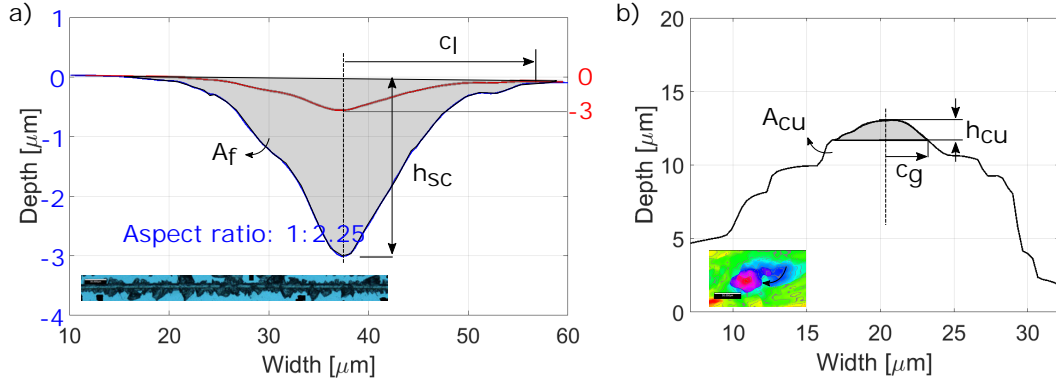 a)
1
0
-1
-2
-3
-4
Depth [μm]
10
20
30
40
50
60
Width [μm]
0
-3
c_l
A_f
h_sc
Aspect ratio: 1:2.25
b)
20
15
10
5
0
Depth [μm]
10
15
20
25
30
Width [μm]
A_cu
h_cu
c_g